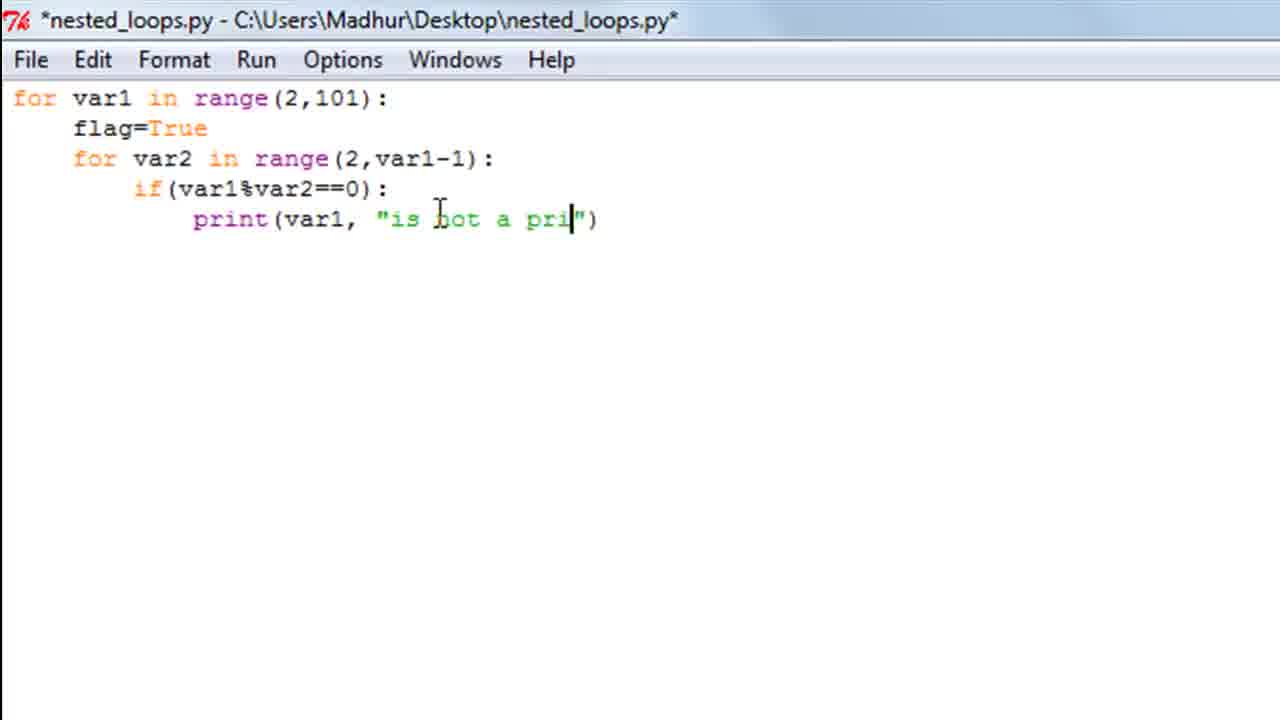 *nested_loops.py - C:\Users\Madhur\Desktop\nested_loops.py*
File Edit Format Run Options Windows Help
for var1 in range(2,101):
    flag=True
    for var2 in range(2,var1-1):
        if(var1%var2==0):
            print(var1, "is not a pri")